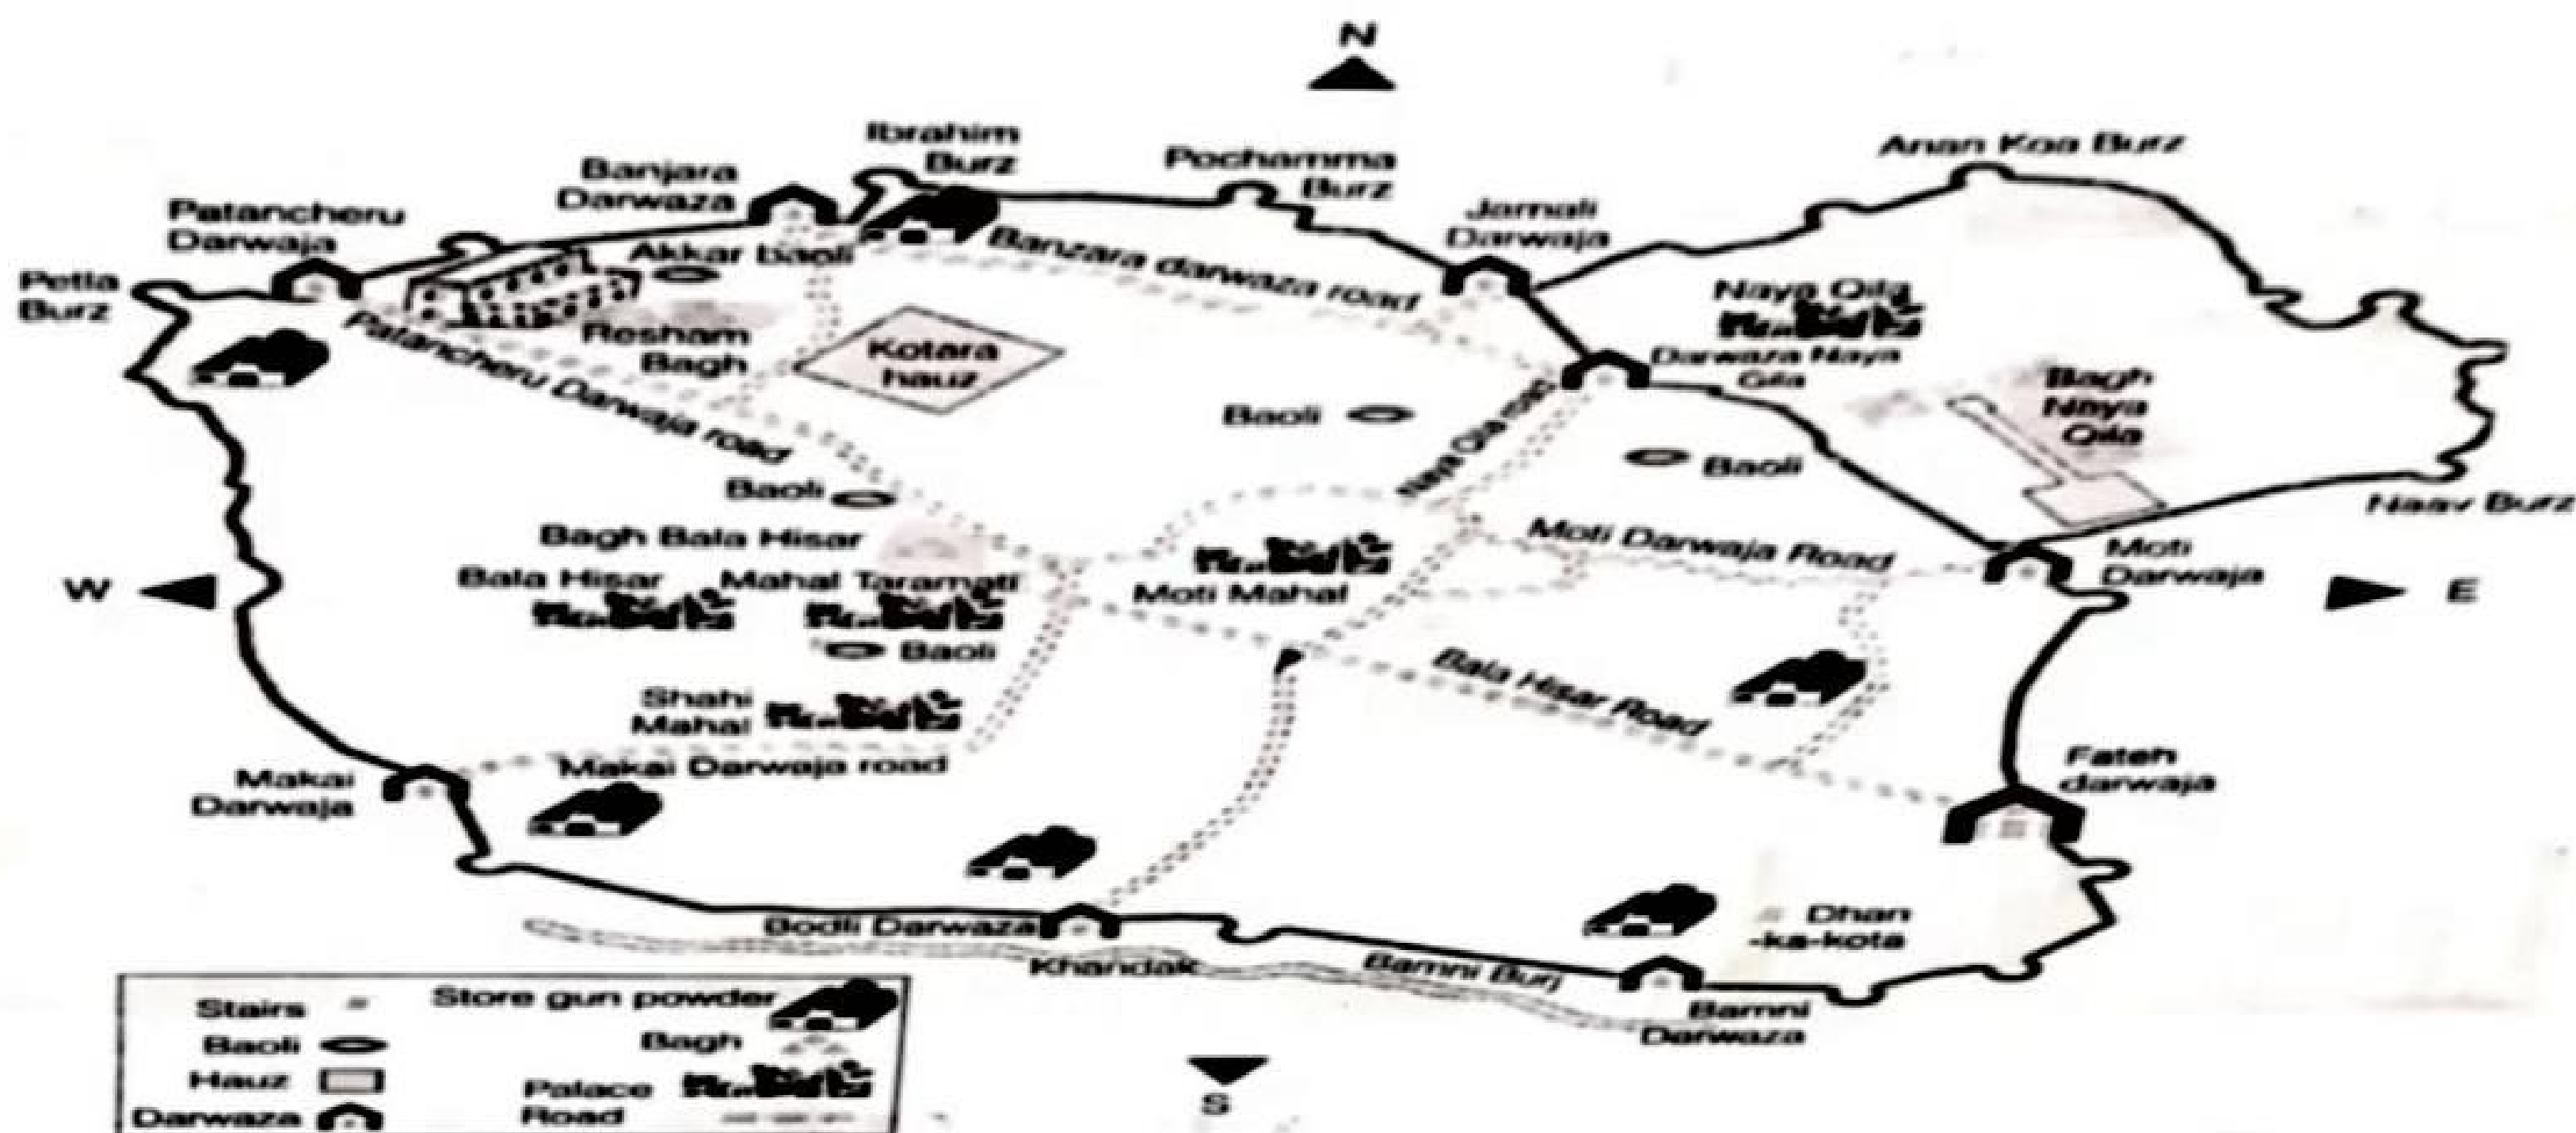 N
Anan Koa Burz
Ibrahim
Burz
Pochamma
Burz
Banjara
Darwaza
Jamali
Darwaja
Patancheru
Darwaja
Petla
Burz
Akkar baoli
Banzara darwaza road
Naya Qila
Resham
Bagh
Kotara
hauz
Darwaza Naya
Qila
Bagh
Naya
Qila
Patancheru Darwaja road
Baoli
Naya Qila road
Baoli
Baoli
Naav Burz
Bagh Bala Hisar
Moti Darwaja Road
Moti
Darwaja
Bala Hisar
Mahal Taramati
Moti Mahal
W
E
Baoli
Bala Hisar Road
Shahi
Mahal
Makai Darwaja road
Makai
Darwaja
Fateh
darwaja
Dhan
-ka-kota
Bodli Darwaza
Khandak
Bamni Burj
Bamni
Darwaza
Stairs
Store gun powder
Baoli
Bagh
Hauz
Palace
Darwaza
Road
S